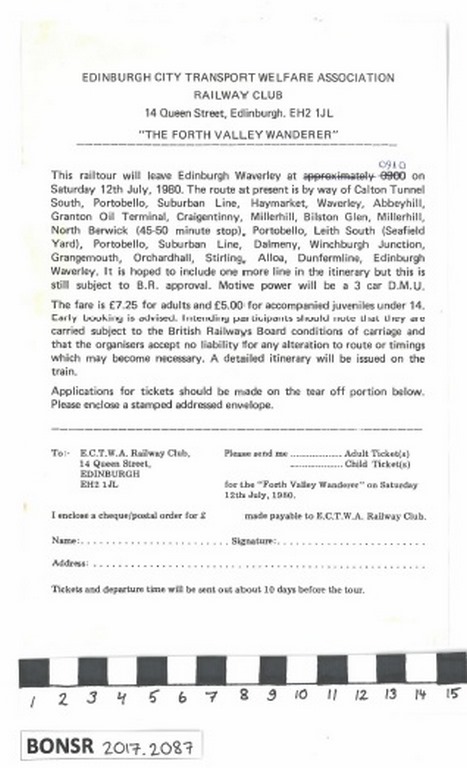 EDINBURGH CITY TRANSPORT WELFARE ASSOCIATION
RAILWAY CLUB
14 Queen Street, Edinburgh. EH2 1JL
"THE FORTH VALLEY WANDERER"
0910
This railtour will leave Edinburgh Waverley at approximately 0900 on
Saturday 12th July, 1980. The route at present is by way of Calton Tunnel
South, Portobello, Suburban Line, Haymarket, Waverley, Abbeyhill,
Granton Oil Terminal, Craigentinny, Millerhill, Bilston Glen, Millerhill,
North Berwick (45-50 minute stop), Portobello, Leith South (Seafield
Yard), Portobello, Suburban Line, Dalmeny, Winchburgh Junction,
Grangemouth, Orchardhall, Stirling, Alloa, Dunfermline, Edinburgh
Waverley. It is hoped to include one more line in the itinerary but this is
still subject to B.R. approval. Motive power will be a 3 car D.M.U.
The fare is £7.25 for adults and £5.00 for accompanied juveniles under 14.
Early booking is advised. Intending participants should note that they are
carried subject to the British Railways Board conditions of carriage and
that the organisers accept no liability for any alteration to route or timings
which may become necessary. A detailed itinerary will be issued on the
train.
Applications for tickets should be made on the tear off portion below.
Please enclose a stamped addressed envelope.
To:- E.C.T.W.A. Railway Club, Please send me .................. Adult Ticket(s)
14 Queen Street, .................. Child Ticket(s)
EDINBURGH
EH2 1JL for the "Forth Valley Wanderer" on Saturday
12th July, 1980.
I enclose a cheque/postal order for £ made payable to E.C.T.W.A. Railway Club.
Name:. . . . . . . . . . . . . . . . . . . . . . . . . Signature:. . . . . . . . . . . . . . . . . . . . . . . . .
Address: . . . . . . . . . . . . . . . . . . . . . . . . . . . . . . . . . . . . . . . . . . . . . . . . . .
Tickets and departure time will be sent out about 10 days before the tour.
1 2 3 4 5 6 7 8 9 10 11 12 13 14 15
BONSR 2017.2087